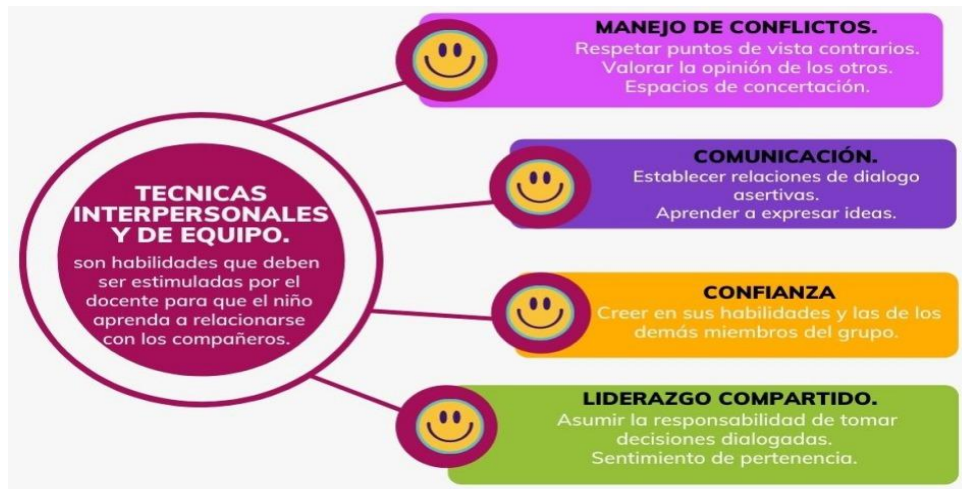 TECNICAS
INTERPERSONALES
Y DE EQUIPO.
son habilidades que deben
ser estimuladas por el
docente para que el niño
aprenda a relacionarse
con los compañeros.
MANEJO DE CONFLICTOS.
Respetar puntos de vista contrarios.
Valorar la opinión de los otros.
Espacios de concertación.
COMUNICACIÓN.
Establecer relaciones de dialogo
asertivas.
Aprender a expresar ideas.
CONFIANZA
Creer en sus habilidades y las de los
demás miembros del grupo.
LIDERAZGO COMPARTIDO.
Asumir la responsabilidad de tomar
decisiones dialogadas.
Sentimiento de pertenencia.